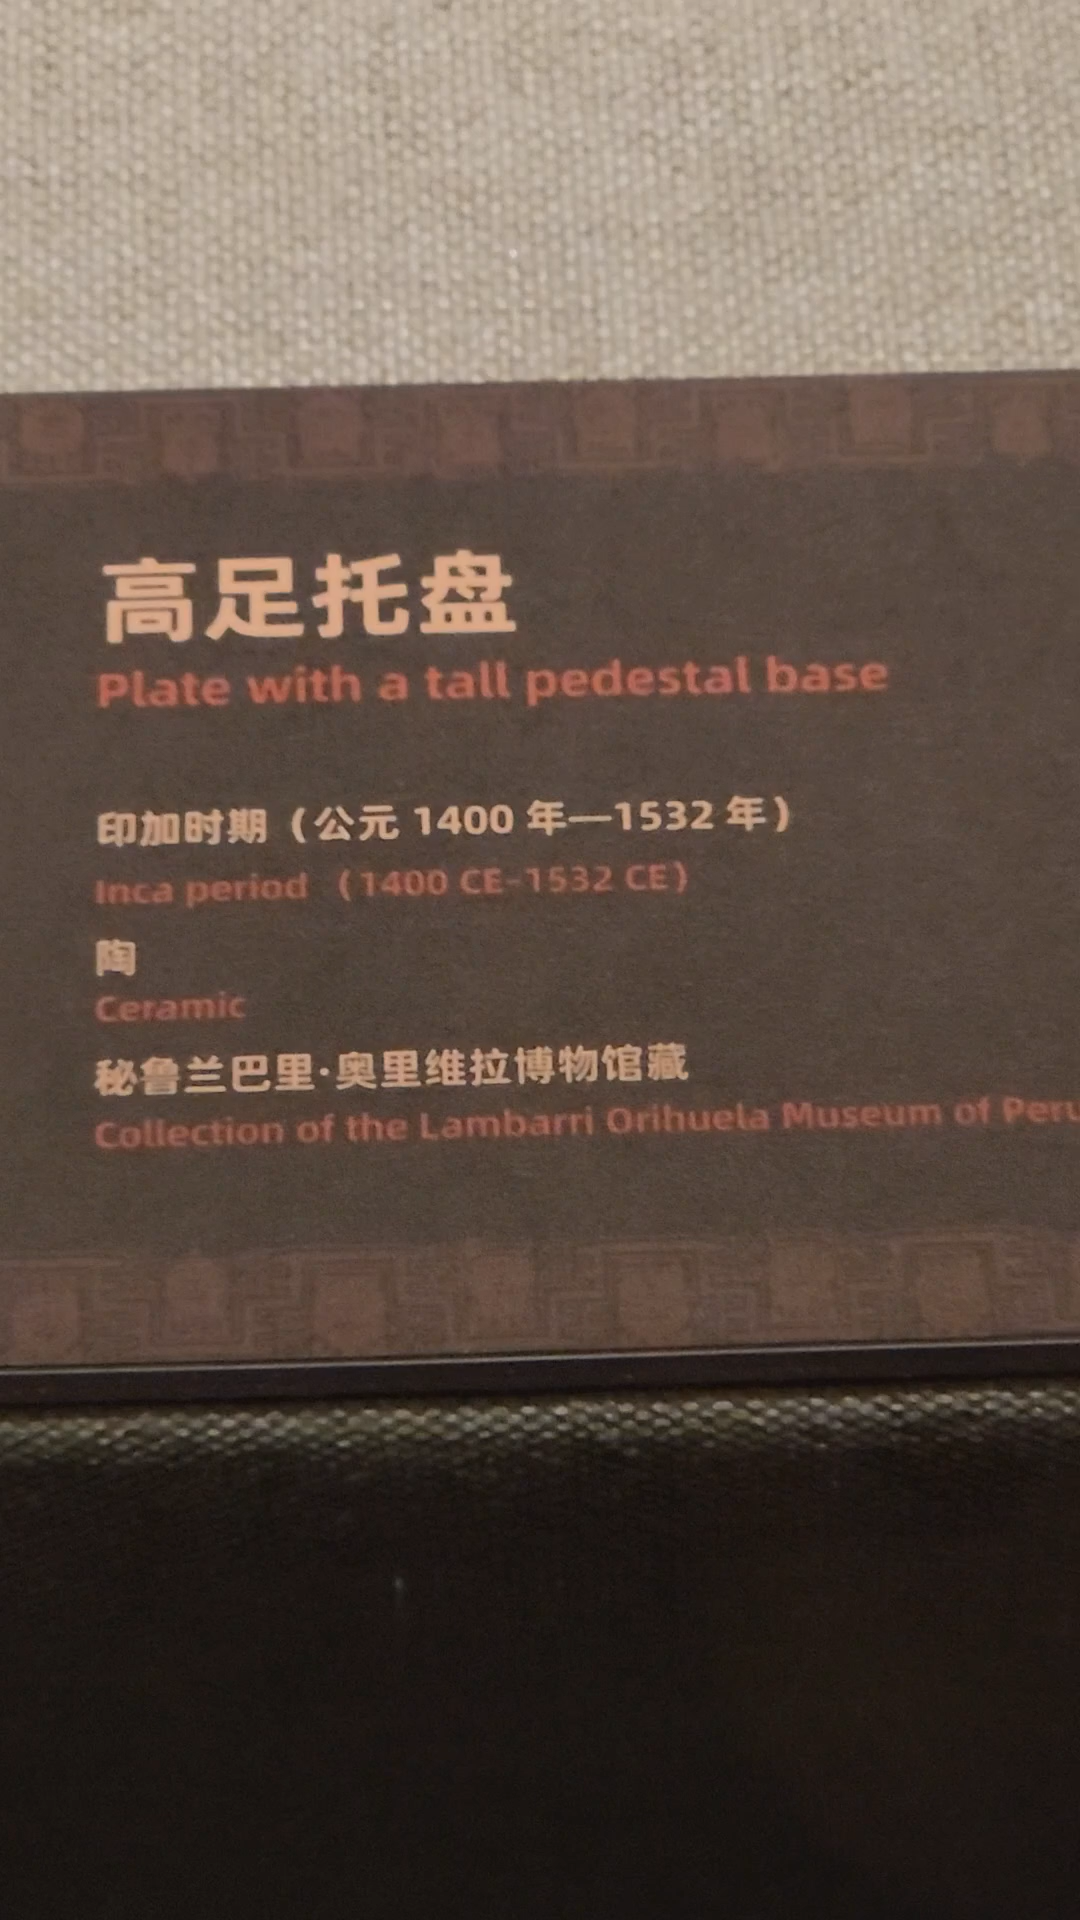 高足托盘
Plate with a tall pedestal base
印加时期（公元 1400 年—1532 年）
Inca period （1400 CE-1532 CE）
陶
Ceramic
秘鲁兰巴里·奥里维拉博物馆藏
Collection of the Lambarri Orihuela Museum of Peru